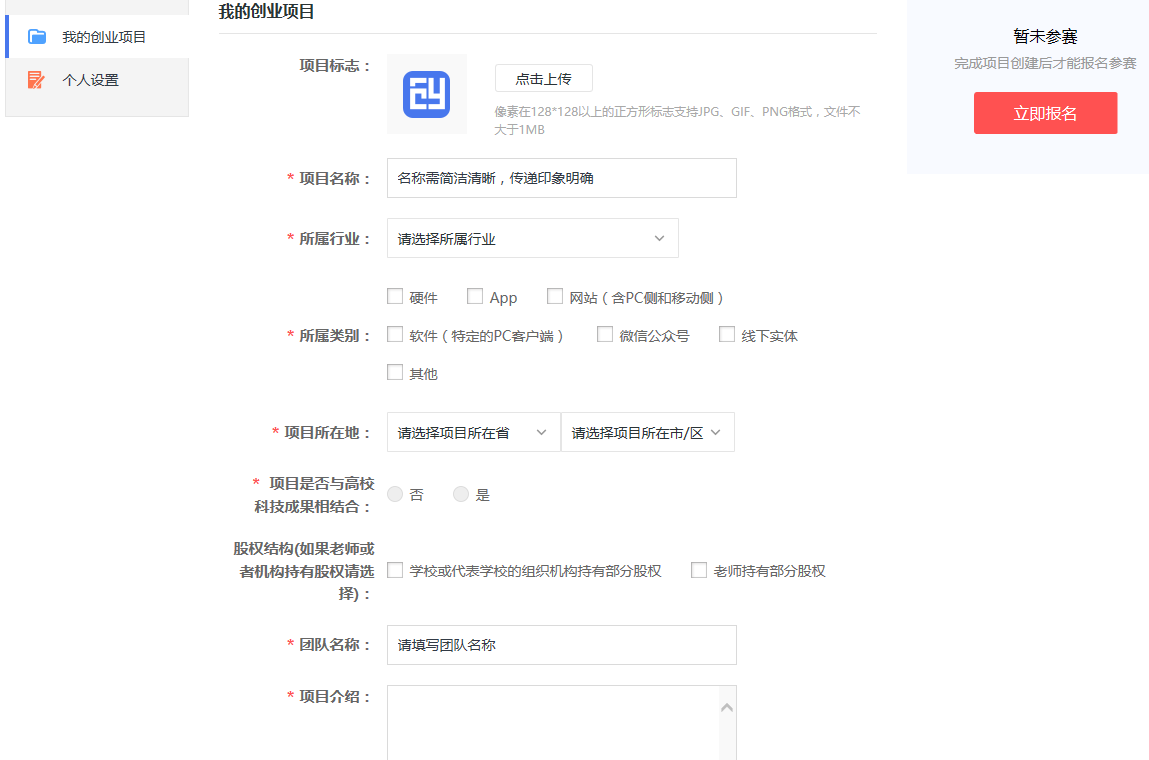 我的创业项目
我的创业项目
个人设置
项目标志：
点击上传
像素在128*128以上的正方形标志支持JPG、GIF、PNG格式，文件不
大于1MB
* 项目名称：
名称需简洁清晰，传递印象明确
* 所属行业：
请选择所属行业
硬件 App 网站（含PC侧和移动侧）
* 所属类别：
软件（特定的PC客户端） 微信公众号 线下实体
其他
* 项目所在地：
请选择项目所在省 请选择项目所在市/区
* 项目是否与高校
科技成果相结合：
否 是
股权结构(如果老师或
者机构持有股权请选
择)：
学校或代表学校的组织机构持有部分股权 老师持有部分股权
* 团队名称：
请填写团队名称
* 项目介绍：
暂未参赛
完成项目创建后才能报名参赛
立即报名